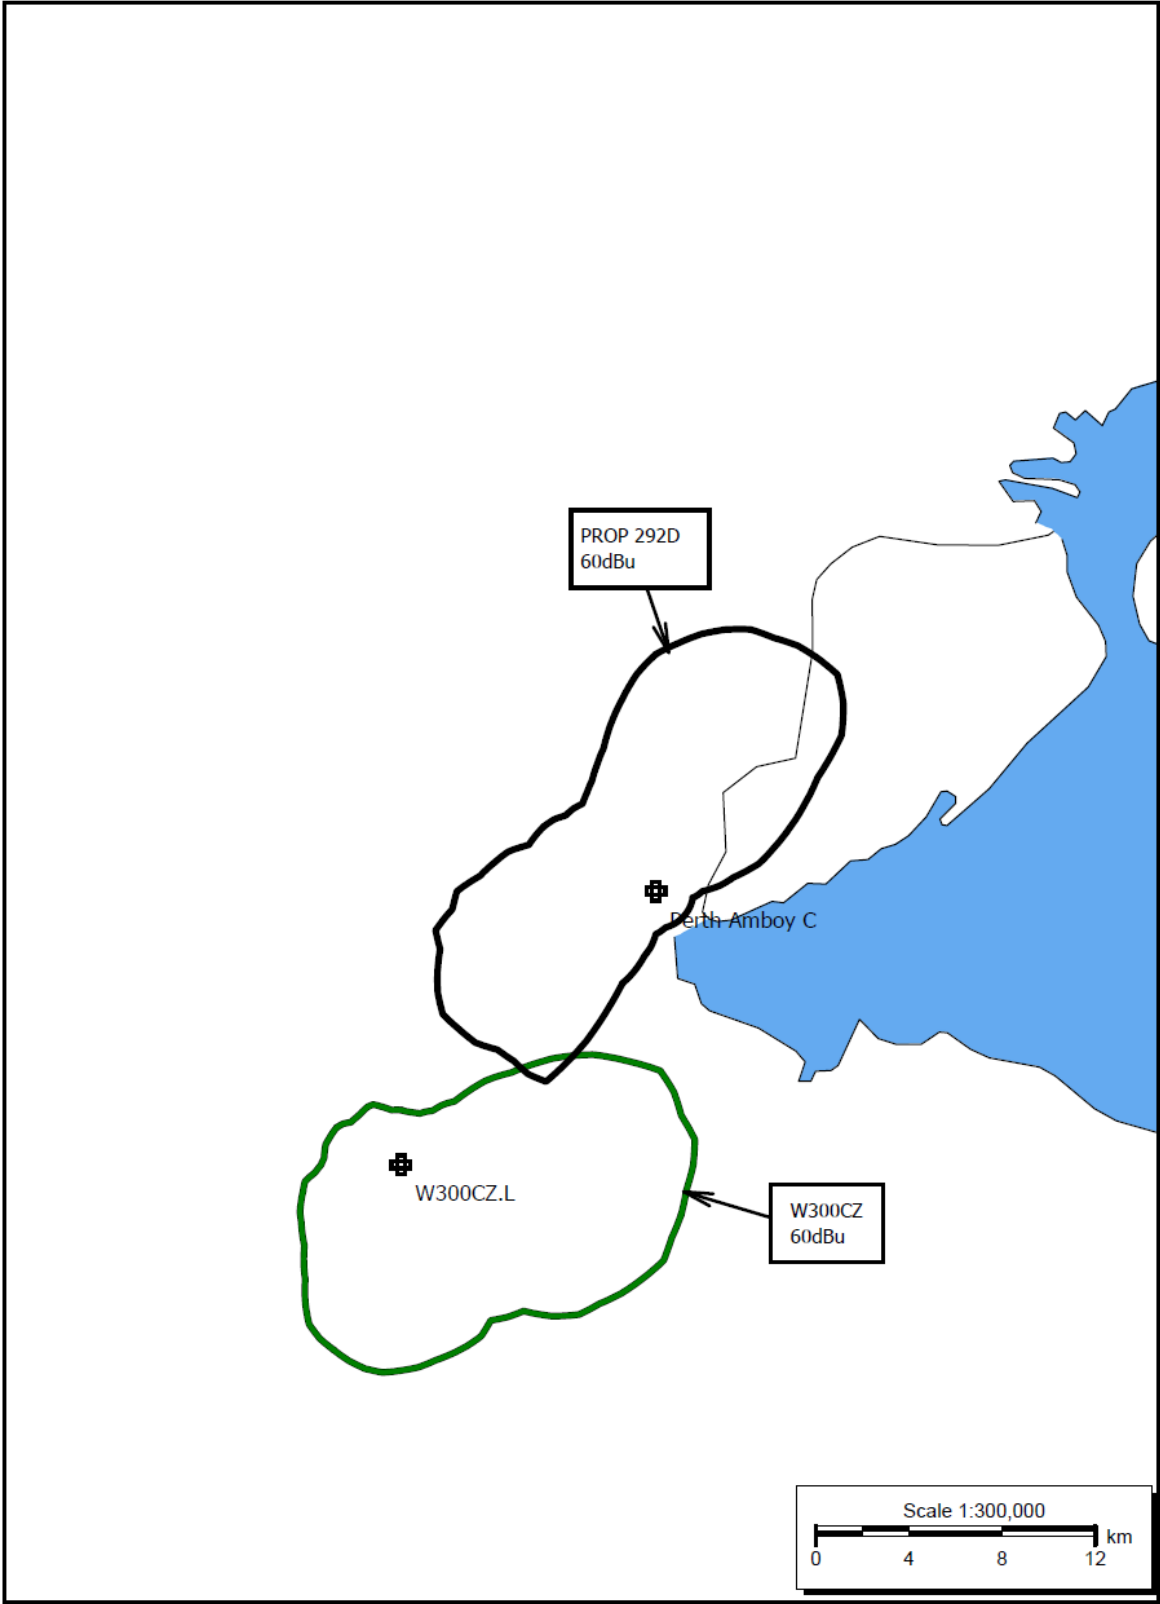 PROP 292D
60dBu
Perth Amboy C
W300CZ.L
W300CZ
60dBu
Scale 1:300,000
km
0 4 8 12